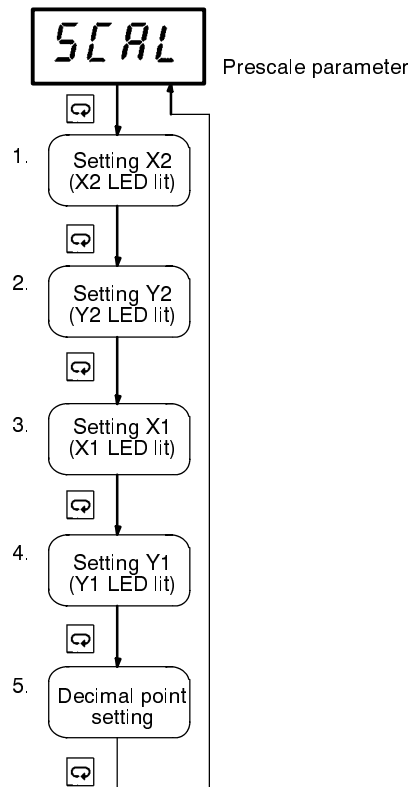 SCAL
Prescale parameter
1.
Setting X2
(X2 LED lit)
2.
Setting Y2
(Y2 LED lit)
3.
Setting X1
(X1 LED lit)
4.
Setting Y1
(Y1 LED lit)
5.
Decimal point
setting